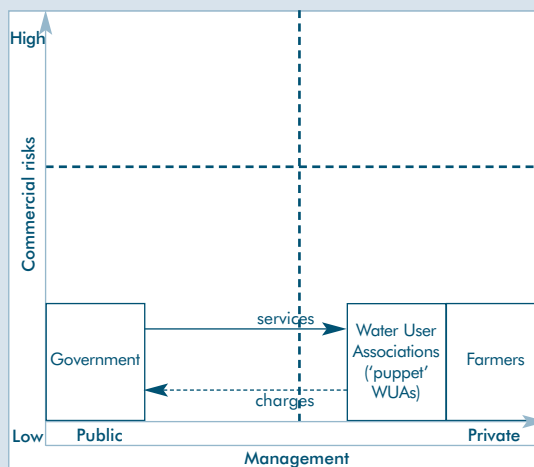 High
Commercial risks
services
Government
Water User
Associations
('puppet'
WUAs)
Farmers
charges
Low
Public
Private
Management